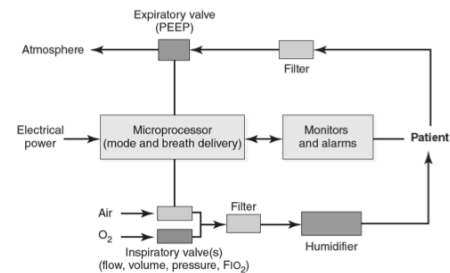 Expiratory valve
(PEEP)
Atmosphere
Filter
Electrical
power
Microprocessor
(mode and breath delivery)
Monitors
and alarms
Patient
Air
Filter
O₂
Inspiratory valve(s)
(flow, volume, pressure, FIO₂)
Humidifier